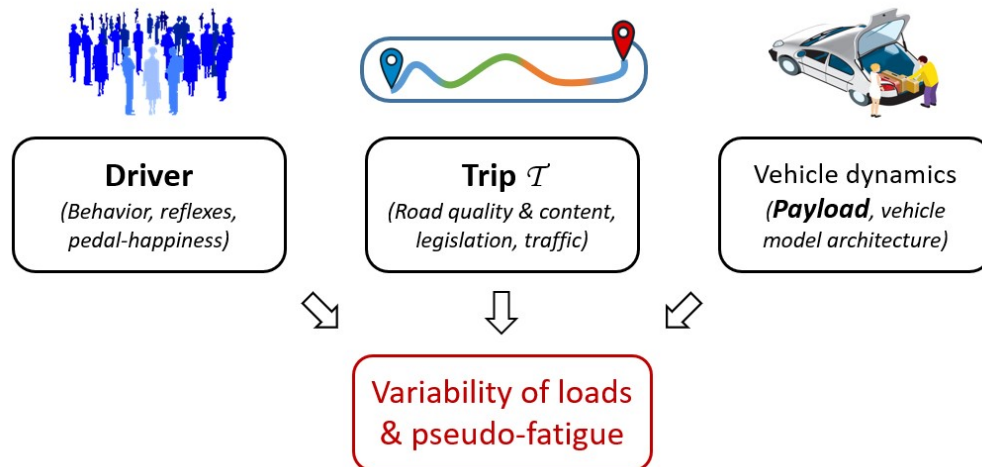 Driver
(Behavior, reflexes,
pedal-happiness)
Trip 𝒯
(Road quality & content,
legislation, traffic)
Vehicle dynamics
(Payload, vehicle
model architecture)
Variability of loads
& pseudo-fatigue